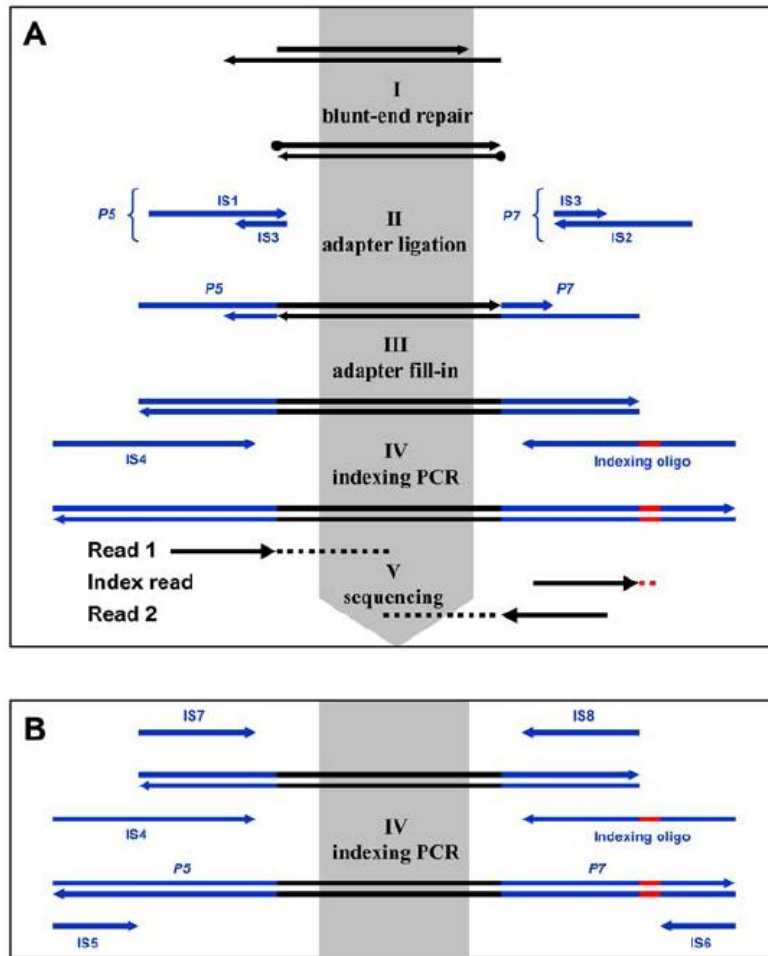 A
I
blunt-end repair
P5
IS1
IS3
II
adapter ligation
P7
IS3
IS2
P5
P7
III
adapter fill-in
IS4
IV
indexing PCR
Indexing oligo
Read 1
Index read
Read 2
V
sequencing
B
IS7
IS8
IS4
IV
indexing PCR
Indexing oligo
P5
P7
IS5
IS6